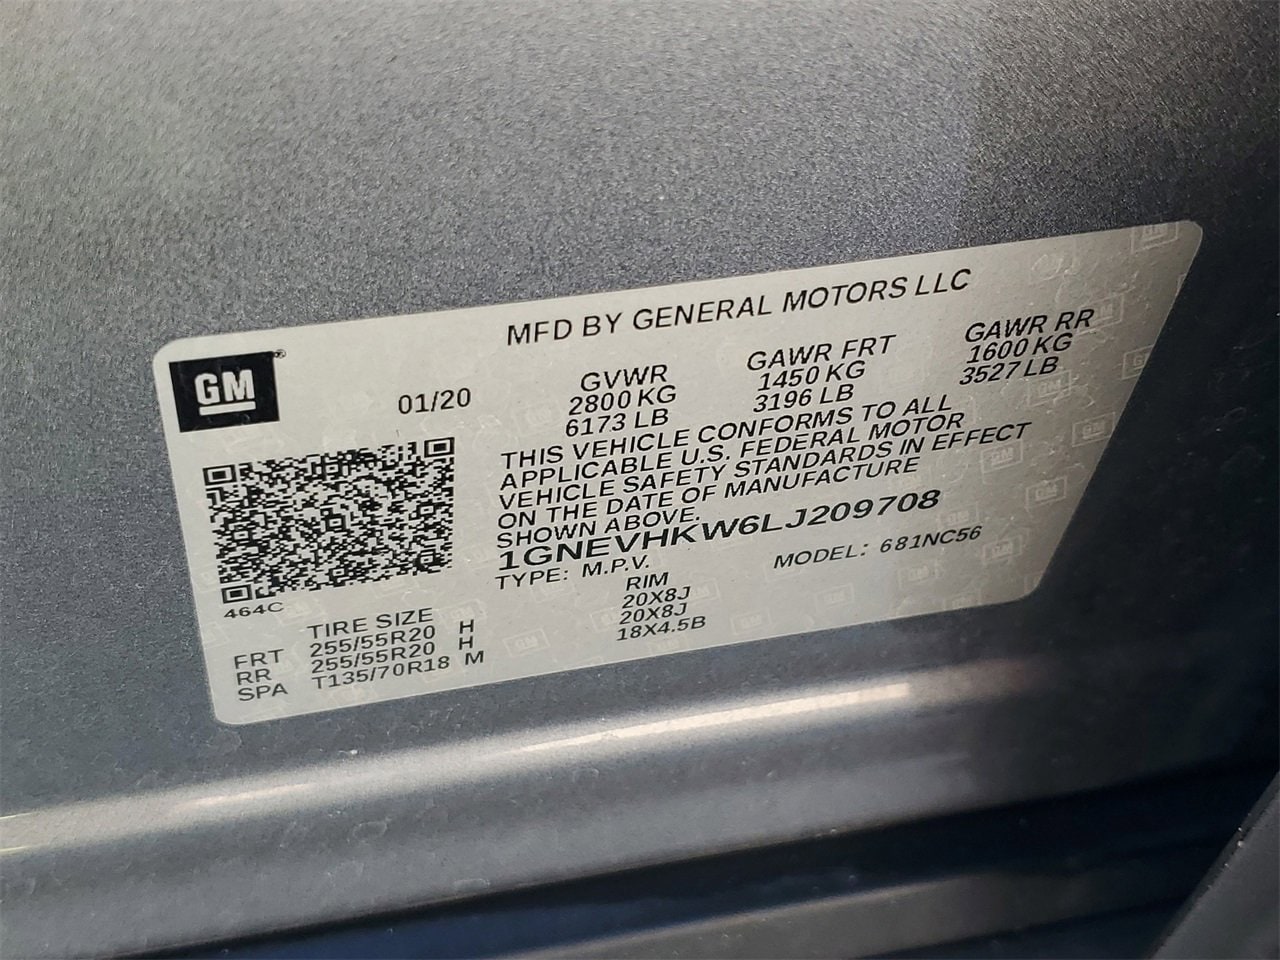 MFD BY GENERAL MOTORS LLC
GM
01/20
GVWR GAWR FRT GAWR RR
2800 KG 1450 KG 1600 KG
6173 LB 3196 LB 3527 LB
THIS VEHICLE CONFORMS TO ALL
APPLICABLE U.S. FEDERAL MOTOR
VEHICLE SAFETY STANDARDS IN EFFECT
ON THE DATE OF MANUFACTURE
SHOWN ABOVE.
1GNEVHKW6LJ209708
TYPE: M.P.V. MODEL: 681NC56
464C
TIRE SIZE RIM
FRT 255/55R20 H 20X8J
RR 255/55R20 H 20X8J
SPA T135/70R18 M 18X4.5B